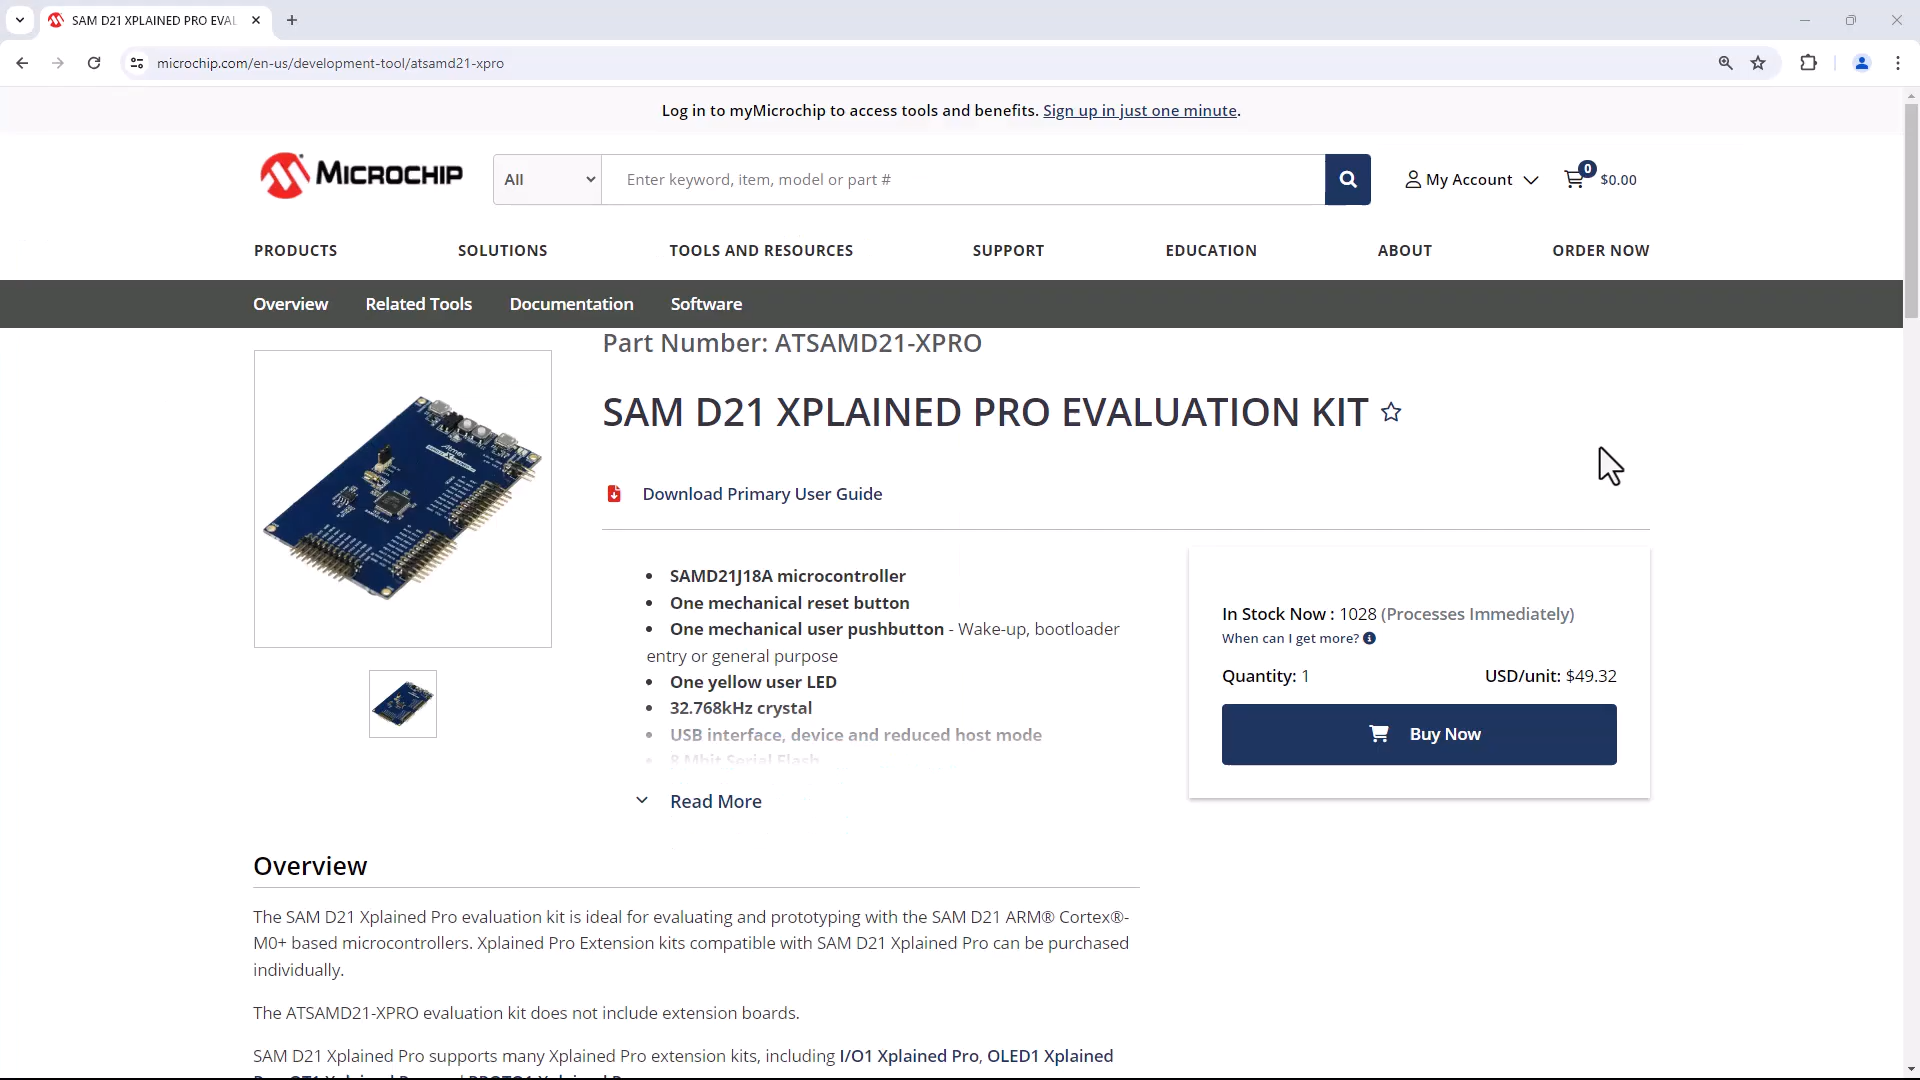 SAM D21 XPLAINED PRO EVAL
microchip.com/en-us/development-tool/atsamd21-xpro
Log in to myMicrochip to access tools and benefits. Sign up in just one minute.
MICROCHIP
All
Enter keyword, item, model or part #
My Account
0
$0.00
PRODUCTS
SOLUTIONS
TOOLS AND RESOURCES
SUPPORT
EDUCATION
ABOUT
ORDER NOW
Overview
Related Tools
Documentation
Software
Part Number: ATSAMD21-XPRO
SAM D21 XPLAINED PRO EVALUATION KIT
Download Primary User Guide
• SAMD21J18A microcontroller
• One mechanical reset button
• One mechanical user pushbutton - Wake-up, bootloader
entry or general purpose
• One yellow user LED
• 32.768kHz crystal
• USB interface, device and reduced host mode
• 8 Mbit Serial Flash
Read More
In Stock Now : 1028 (Processes Immediately)
When can I get more?
Quantity: 1
USD/unit: $49.32
Buy Now
Overview
The SAM D21 Xplained Pro evaluation kit is ideal for evaluating and prototyping with the SAM D21 ARM® Cortex®-
M0+ based microcontrollers. Xplained Pro Extension kits compatible with SAM D21 Xplained Pro can be purchased
individually.
The ATSAMD21-XPRO evaluation kit does not include extension boards.
SAM D21 Xplained Pro supports many Xplained Pro extension kits, including I/O1 Xplained Pro, OLED1 Xplained